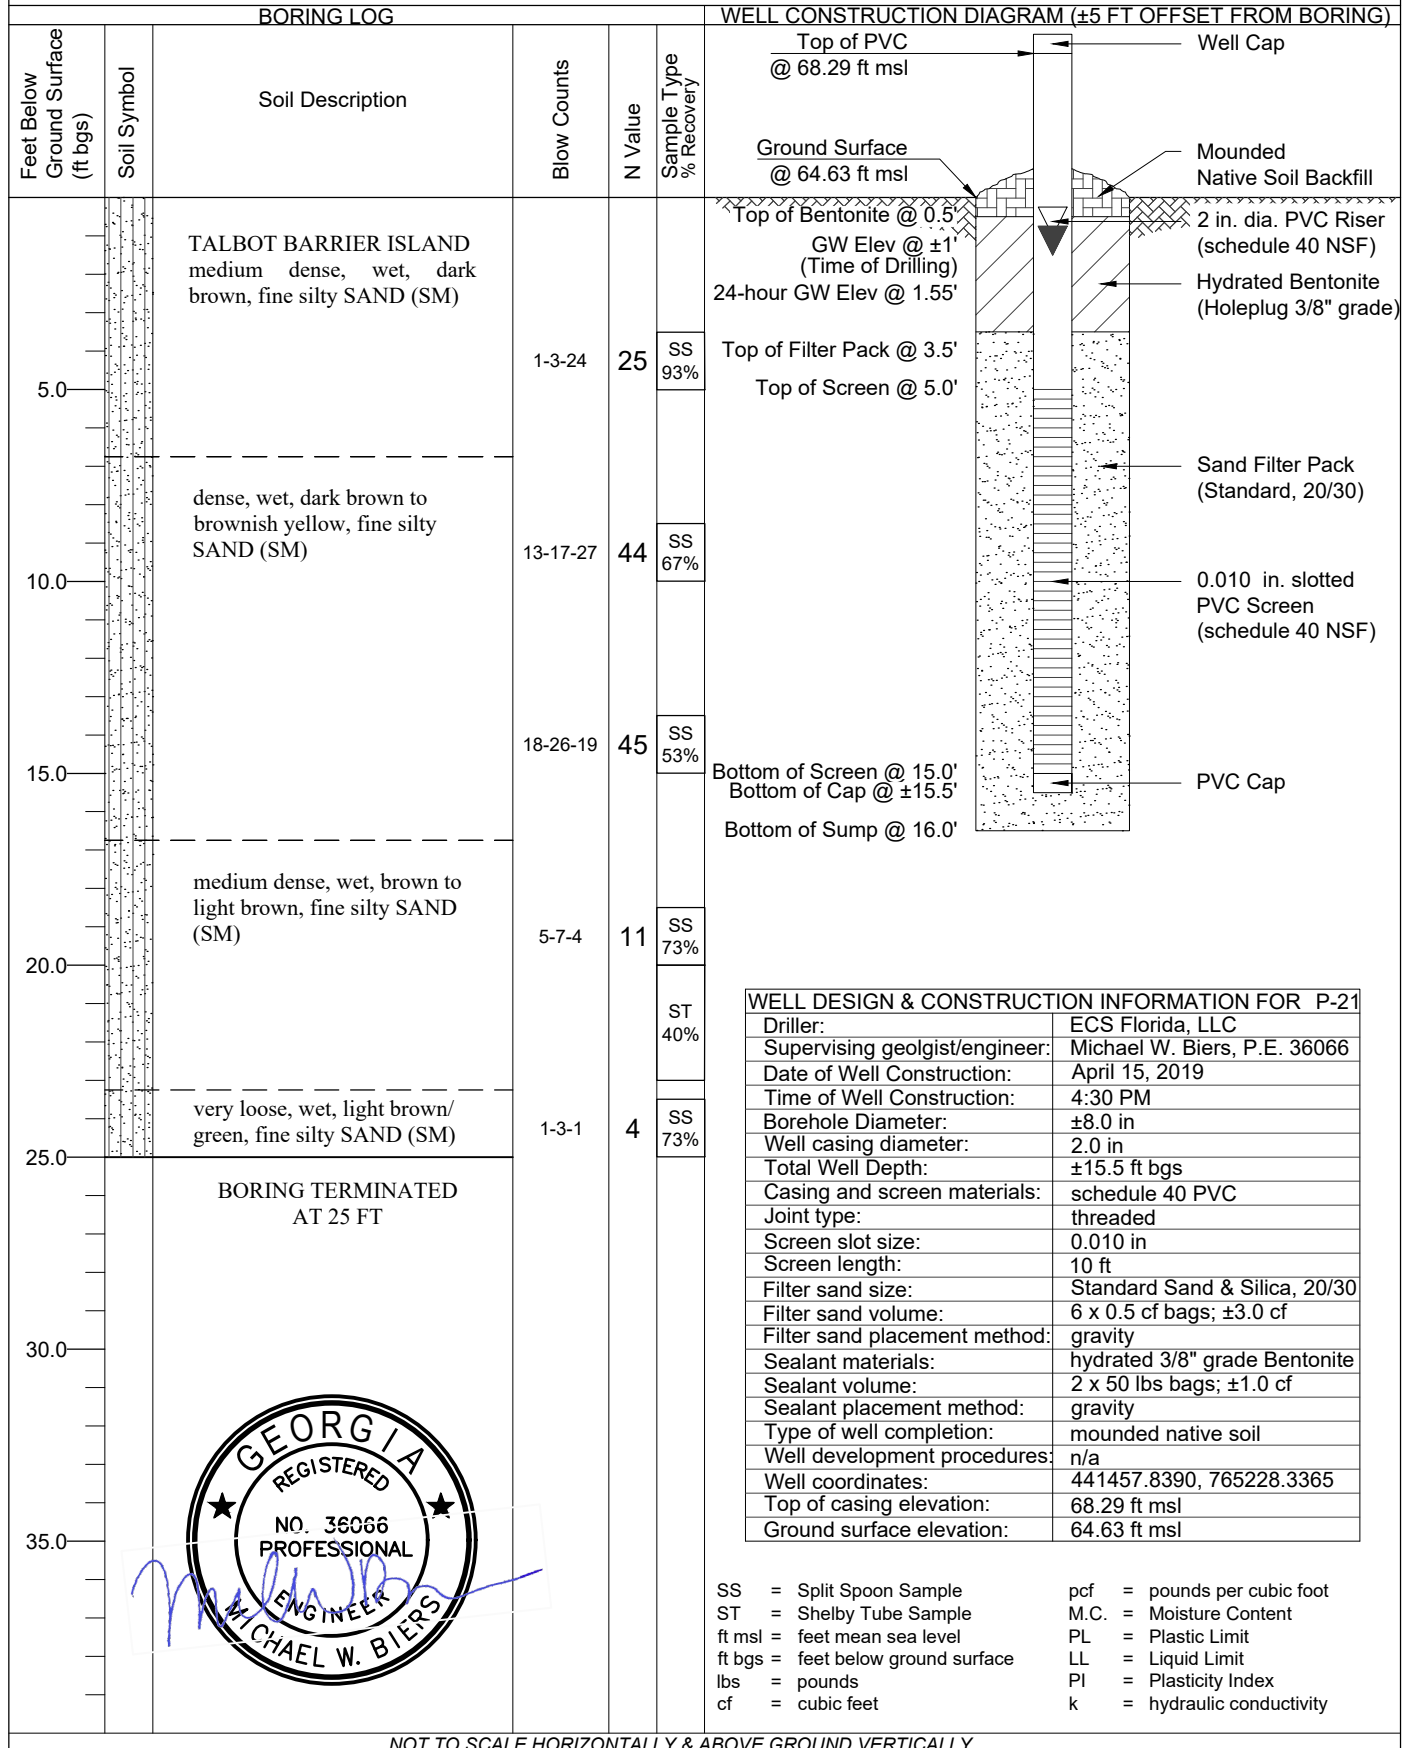 BORING LOG
WELL CONSTRUCTION DIAGRAM (±5 FT OFFSET FROM BORING)
Feet Below
Ground Surface
(ft bgs)
Soil Symbol
Soil Description
Blow Counts
N Value
Sample Type
% Recovery
TALBOT BARRIER ISLAND
medium dense, wet, dark
brown, fine silty SAND (SM)
1-3-24 25 SS
93%
5.0
dense, wet, dark brown to
brownish yellow, fine silty
SAND (SM)
13-17-27 44 SS
67%
10.0
18-26-19 45 SS
53%
15.0
medium dense, wet, brown to
light brown, fine silty SAND
(SM)
5-7-4 11 SS
73%
20.0
ST
40%
very loose, wet, light brown/
green, fine silty SAND (SM)
1-3-1 4 SS
73%
25.0
BORING TERMINATED
AT 25 FT
30.0
35.0
GEORGIA
REGISTERED
NO. 36066
PROFESSIONAL
ENGINEER
MICHAEL W. BIERS
Top of PVC
@ 68.29 ft msl
Well Cap
Ground Surface
@ 64.63 ft msl
Mounded
Native Soil Backfill
Top of Bentonite @ 0.5'
GW Elev @ ±1'
(Time of Drilling)
24-hour GW Elev @ 1.55'
2 in. dia. PVC Riser
(schedule 40 NSF)
Hydrated Bentonite
(Holeplug 3/8" grade)
Top of Filter Pack @ 3.5'
Top of Screen @ 5.0'
Sand Filter Pack
(Standard, 20/30)
0.010 in. slotted
PVC Screen
(schedule 40 NSF)
Bottom of Screen @ 15.0'
Bottom of Cap @ ±15.5'
PVC Cap
Bottom of Sump @ 16.0'
WELL DESIGN & CONSTRUCTION INFORMATION FOR P-21
Driller: ECS Florida, LLC
Supervising geolgist/engineer: Michael W. Biers, P.E. 36066
Date of Well Construction: April 15, 2019
Time of Well Construction: 4:30 PM
Borehole Diameter: ±8.0 in
Well casing diameter: 2.0 in
Total Well Depth: ±15.5 ft bgs
Casing and screen materials: schedule 40 PVC
Joint type: threaded
Screen slot size: 0.010 in
Screen length: 10 ft
Filter sand size: Standard Sand & Silica, 20/30
Filter sand volume: 6 x 0.5 cf bags; ±3.0 cf
Filter sand placement method: gravity
Sealant materials: hydrated 3/8" grade Bentonite
Sealant volume: 2 x 50 lbs bags; ±1.0 cf
Sealant placement method: gravity
Type of well completion: mounded native soil
Well development procedures: n/a
Well coordinates: 441457.8390, 765228.3365
Top of casing elevation: 68.29 ft msl
Ground surface elevation: 64.63 ft msl
SS = Split Spoon Sample
ST = Shelby Tube Sample
ft msl = feet mean sea level
ft bgs = feet below ground surface
lbs = pounds
cf = cubic feet
pcf = pounds per cubic foot
M.C. = Moisture Content
PL = Plastic Limit
LL = Liquid Limit
PI = Plasticity Index
k = hydraulic conductivity
NOT TO SCALE HORIZONTALLY & ABOVE GROUND VERTICALLY